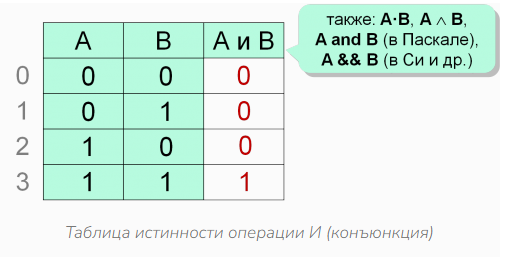 A B A и B
0 0 0 0
1 0 1 0
2 1 0 0
3 1 1 1
также: A·B, A ∧ B,
A and B (в Паскале),
A && B (в Си и др.)
Таблица истинности операции И (конъюнкция)